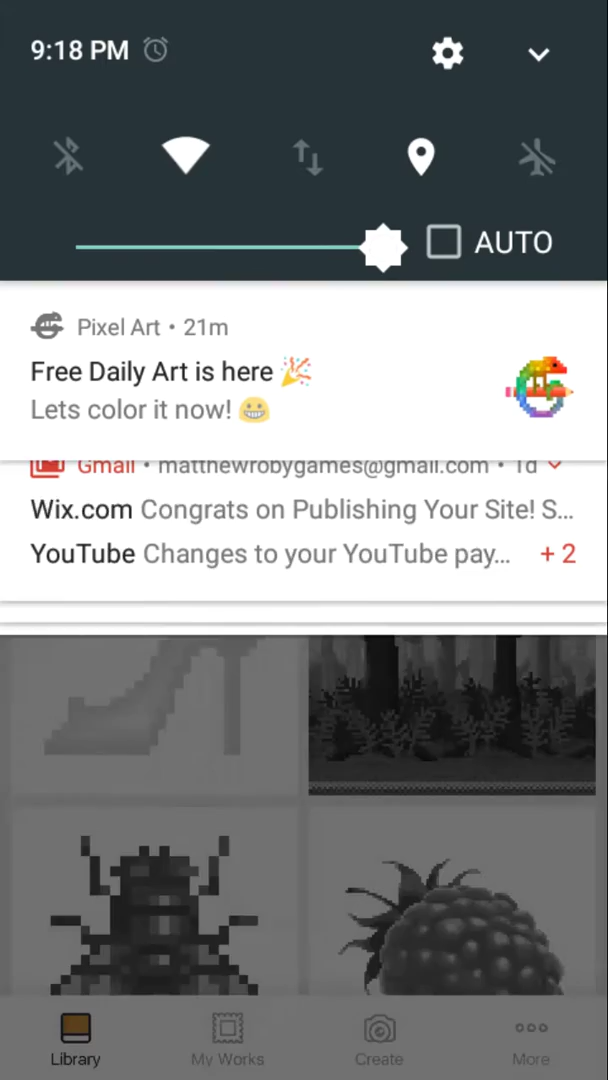 9:18 PM
AUTO
Pixel Art • 21m
Free Daily Art is here 🎉
Lets color it now! 😀
Gmail • matthewrobygames@gmail.com • 1d
Wix.com Congrats on Publishing Your Site! S...
YouTube Changes to your YouTube pay... + 2
Library My Works Create More